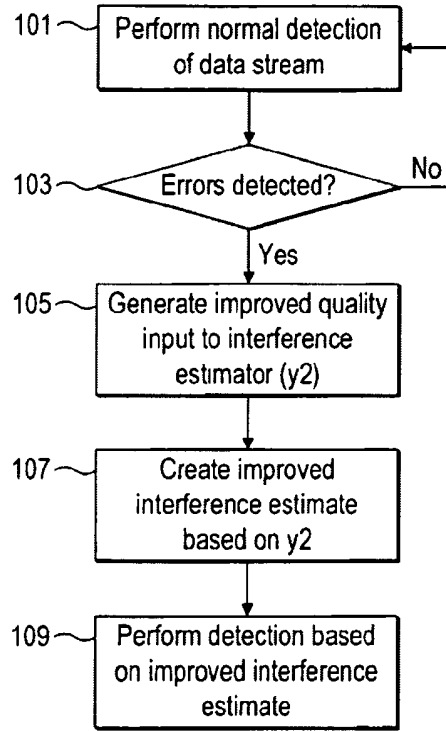 101
Perform normal detection
of data stream
103
Errors detected?
No
Yes
105
Generate improved quality
input to interference
estimator (y2)
107
Create improved
interference estimate
based on y2
109
Perform detection based
on improved interference
estimate